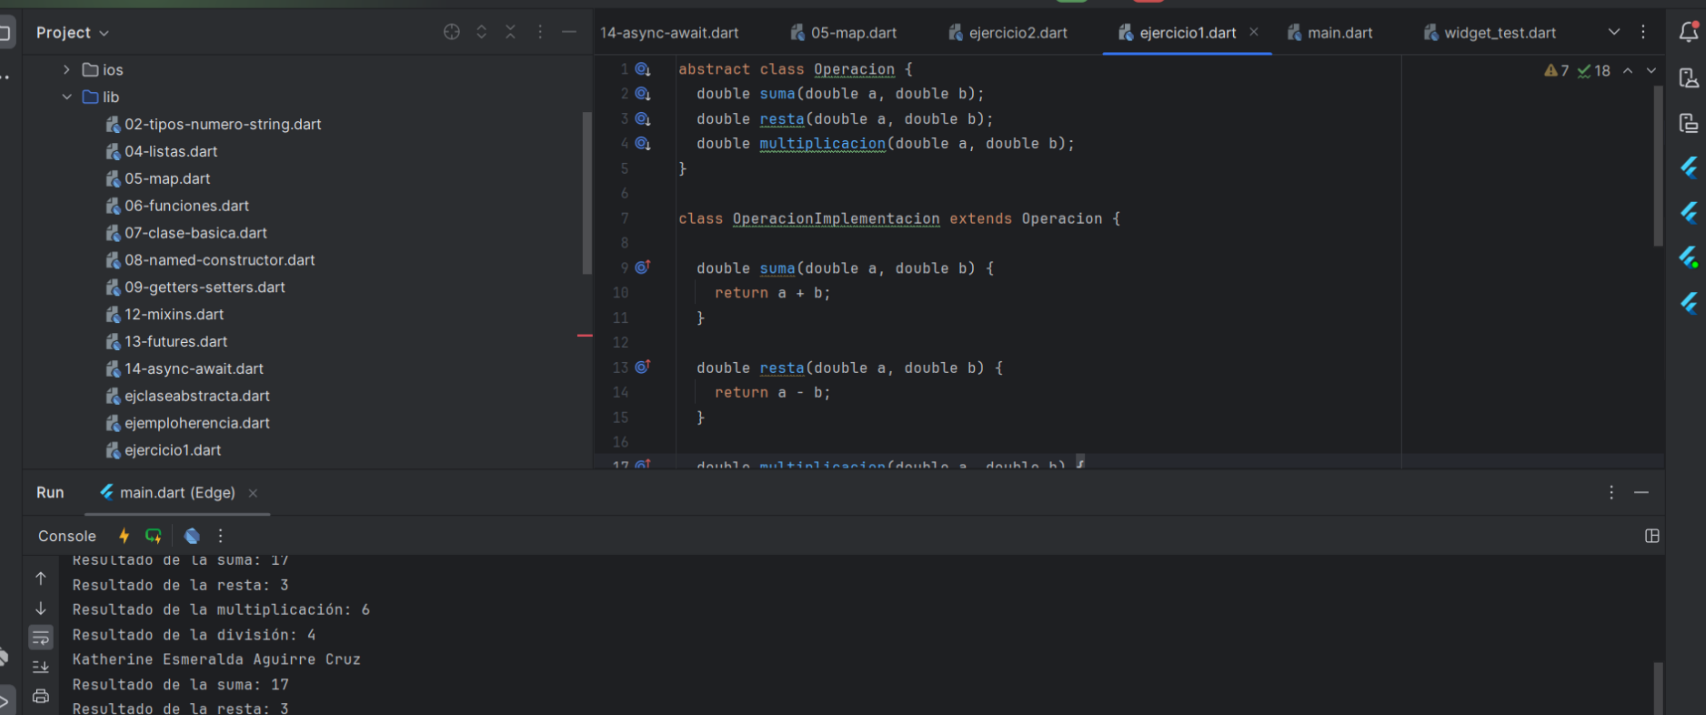 Project
14-async-await.dart 05-map.dart ejercicio2.dart ejercicio1.dart main.dart widget_test.dart
ios
lib
02-tipos-numero-string.dart
04-listas.dart
05-map.dart
06-funciones.dart
07-clase-basica.dart
08-named-constructor.dart
09-getters-setters.dart
12-mixins.dart
13-futures.dart
14-async-await.dart
ejclaseabstracta.dart
ejemploherencia.dart
ejercicio1.dart
7 18
1 abstract class Operacion {
2 double suma(double a, double b);
3 double resta(double a, double b);
4 double multiplicacion(double a, double b);
5 }
6
7 class OperacionImplementacion extends Operacion {
8
9 double suma(double a, double b) {
10 return a + b;
11 }
12
13 double resta(double a, double b) {
14 return a - b;
15 }
16
17 double multiplicacion(double a, double b) {
Run main.dart (Edge)
Console
Resultado de la suma: 17
Resultado de la resta: 3
Resultado de la multiplicación: 6
Resultado de la división: 4
Katherine Esmeralda Aguirre Cruz
Resultado de la suma: 17
Resultado de la resta: 3